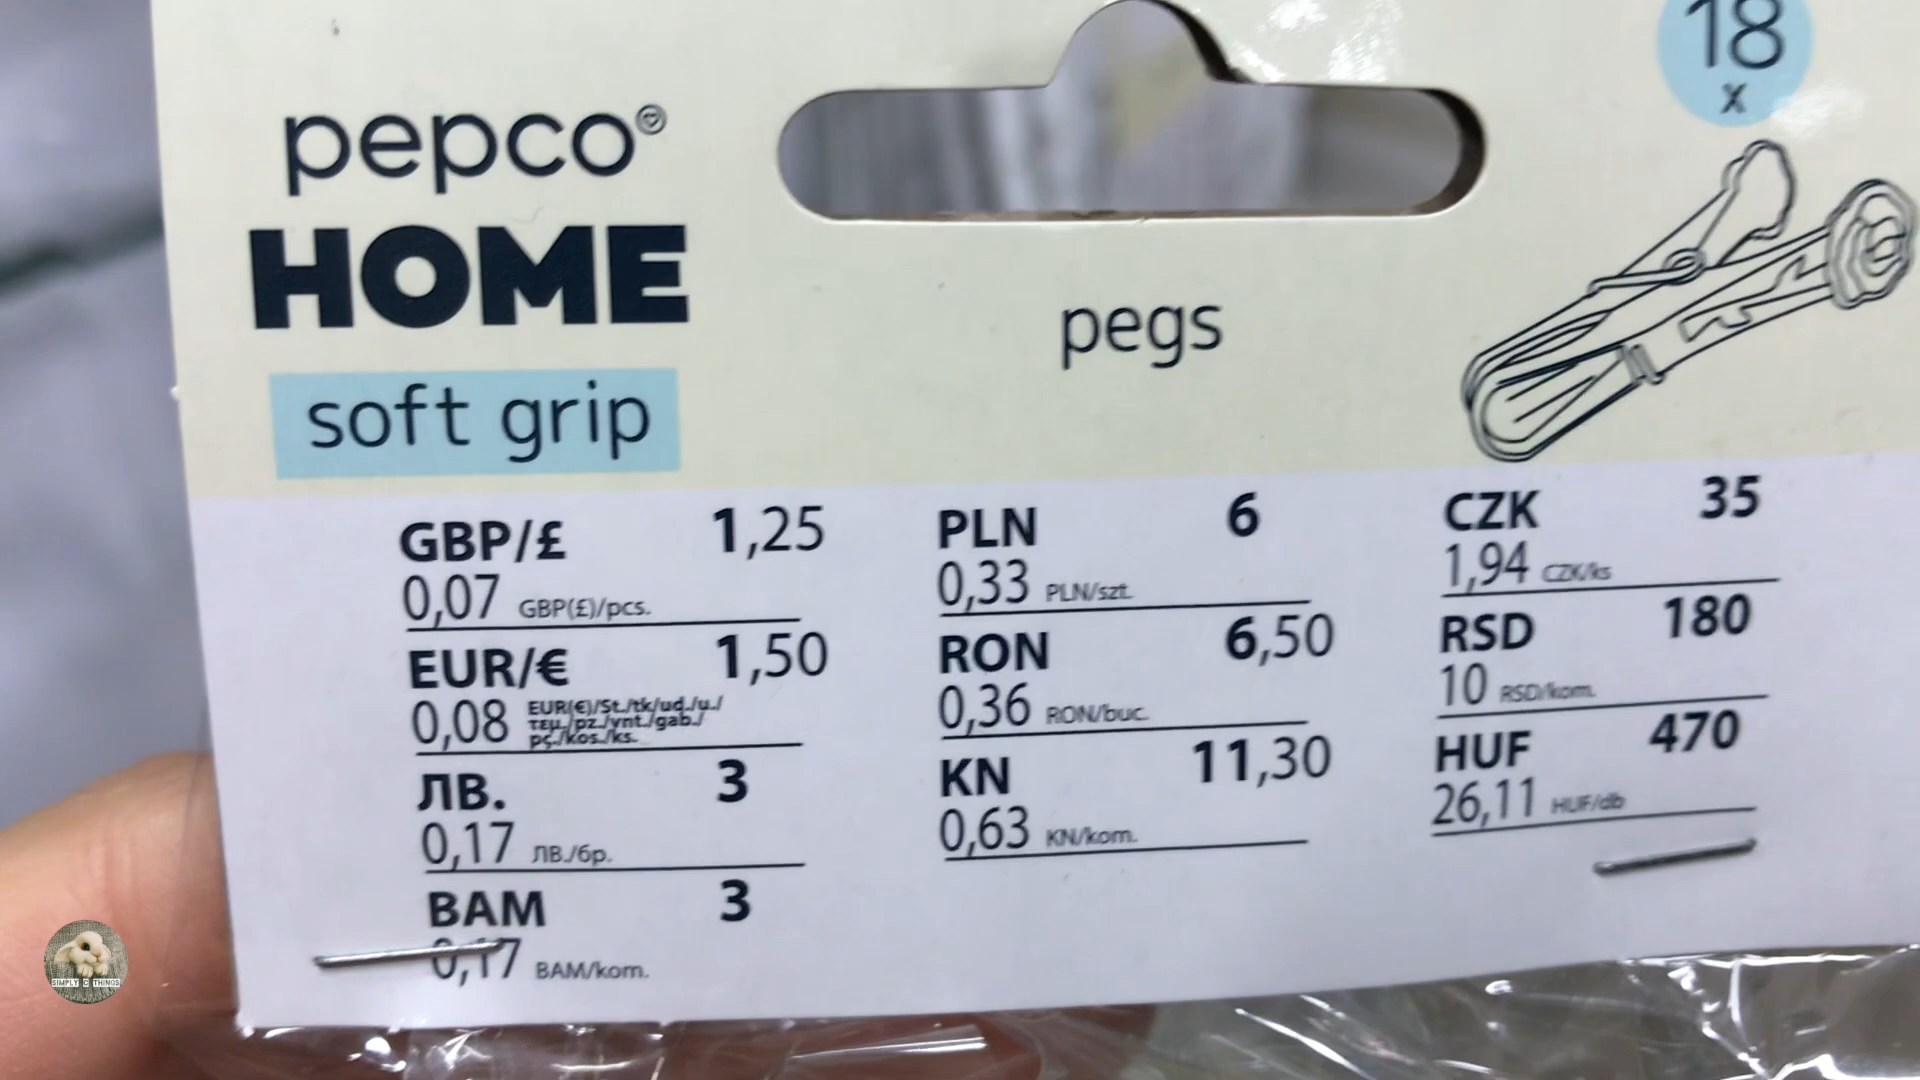 pepco
HOME
soft grip
pegs
18
x
GBP/£ 1,25
0,07 GBP(£)/pcs.
EUR/€ 1,50
0,08 EUR(€)/St./tk/ud./u./
τεμ./pz./vnt./gab./
pç./kos./ks.
ЛВ. 3
0,17 ЛВ./бр.
BAM 3
0,17 BAM/kom.
PLN 6
0,33 PLN/szt.
RON 6,50
0,36 RON/buc.
KN 11,30
0,63 KN/kom.
CZK 35
1,94 CZK/ks
RSD 180
10 RSD/kom.
HUF 470
26,11 HUF/db
SIMPLY C THINGS